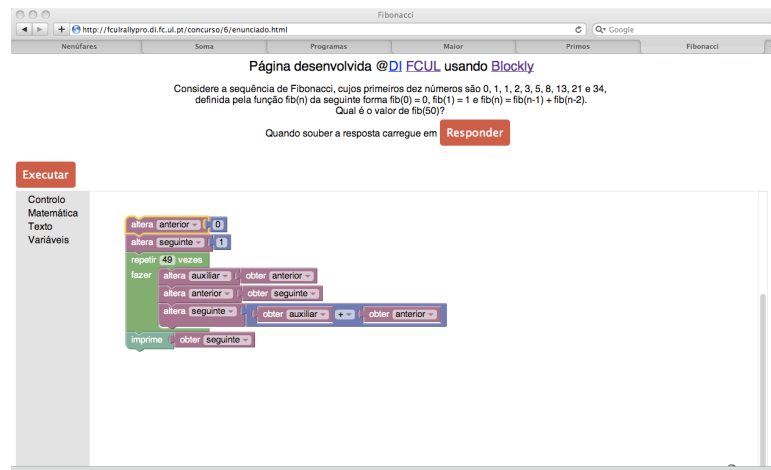 Fibonacci
http://fculrallypro.di.fc.ul.pt/concurso/6/enunciado.html
Google
Nenúfares Soma Programas Maior Primos Fibonacci
Página desenvolvida @DI FCUL usando Blockly
Considere a sequência de Fibonacci, cujos primeiros dez números são 0, 1, 1, 2, 3, 5, 8, 13, 21 e 34,
definida pela função fib(n) da seguinte forma fib(0) = 0, fib(1) = 1 e fib(n) = fib(n-1) + fib(n-2).
Qual é o valor de fib(50)?
Quando souber a resposta carregue em Responder
Executar
Controlo
Matemática
Texto
Variáveis
altera anterior 0
altera seguinte 1
repetir 49 vezes
fazer altera auxiliar obter anterior
altera anterior obter seguinte
altera seguinte obter auxiliar + obter anterior
imprime obter seguinte